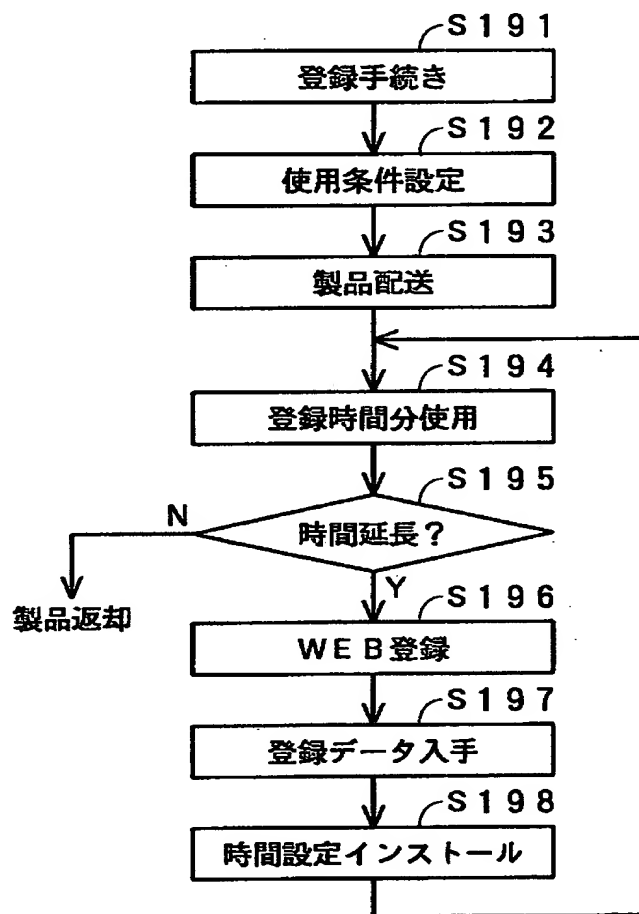 S191
登録手続き
S192
使用条件設定
S193
製品配送
S194
登録時間分使用
S195
N
時間延長?
製品返却
Y
S196
WEB登録
S197
登録データ入手
S198
時間設定インストール